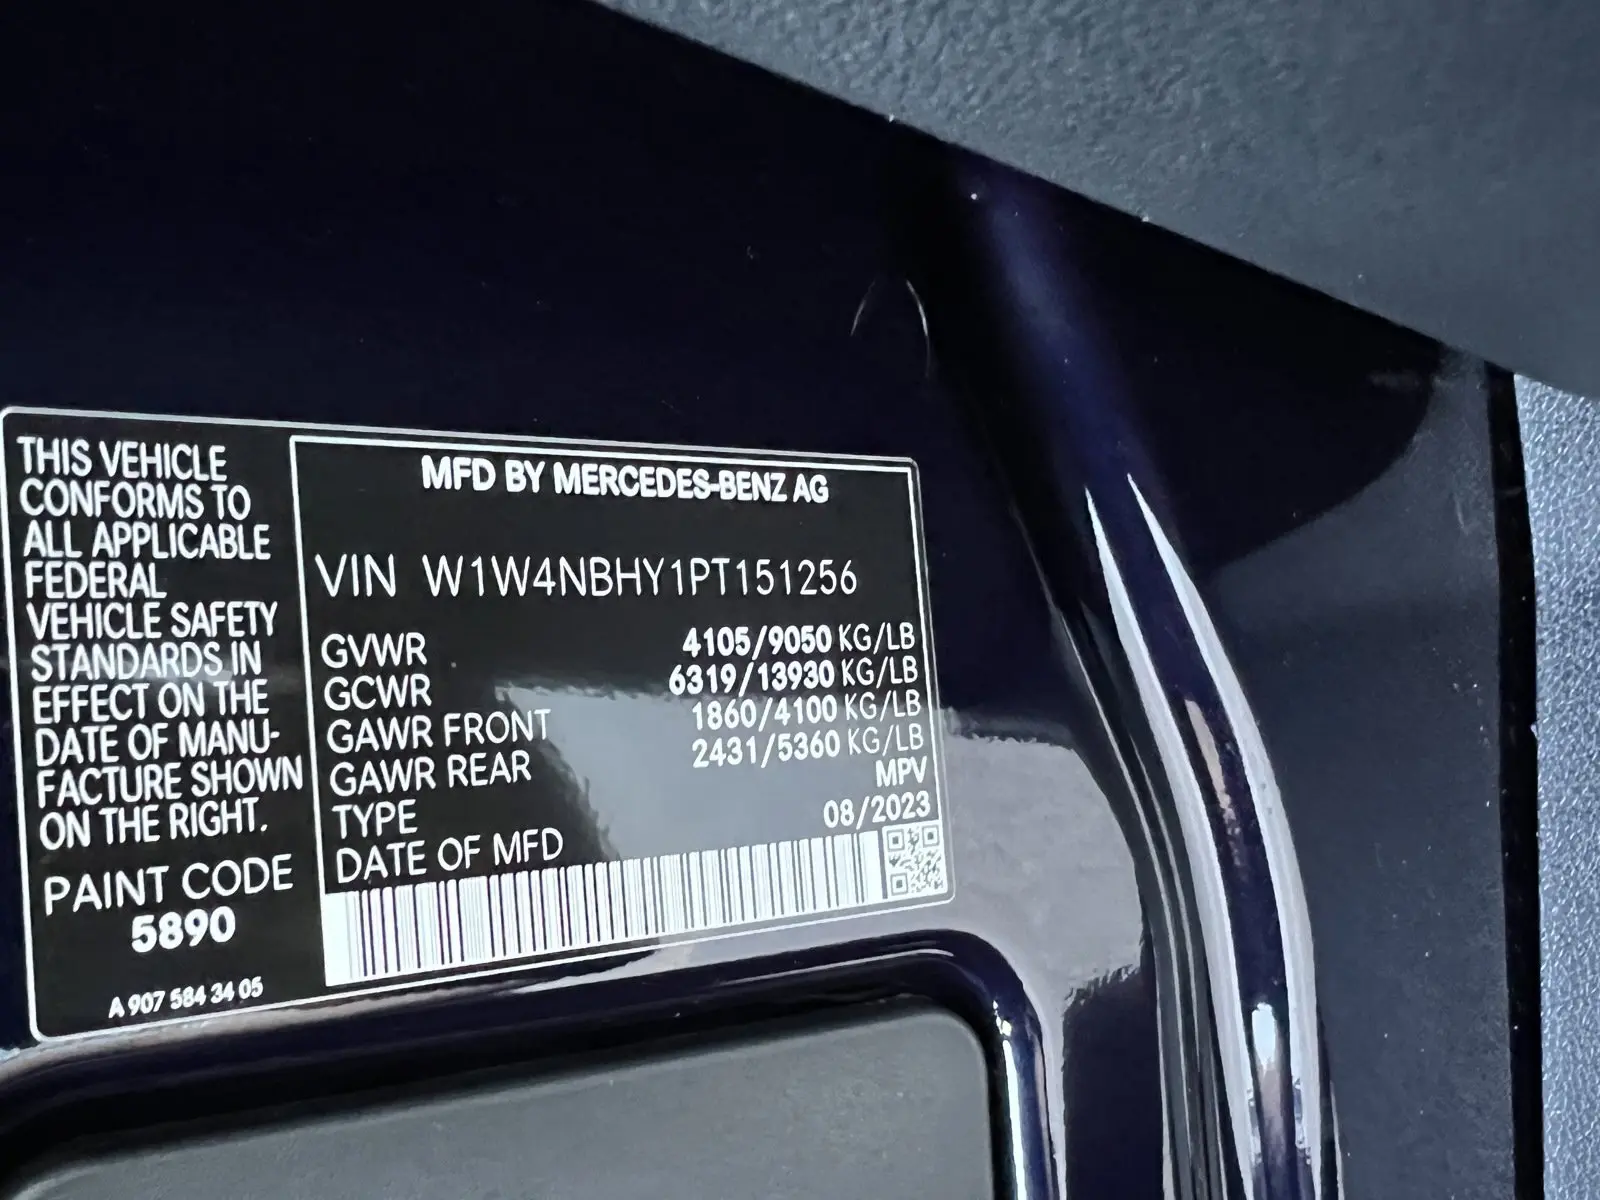 THIS VEHICLE
CONFORMS TO
ALL APPLICABLE
FEDERAL
VEHICLE SAFETY
STANDARDS IN
EFFECT ON THE
DATE OF MANU-
FACTURE SHOWN
ON THE RIGHT.
PAINT CODE
5890
A 907 584 34 05
MFD BY MERCEDES-BENZ AG
VIN W1W4NBHY1PT151256
GVWR 4105/9050 KG/LB
GCWR 6319/13930 KG/LB
GAWR FRONT 1860/4100 KG/LB
GAWR REAR 2431/5360 KG/LB
TYPE MPV
DATE OF MFD 08/2023